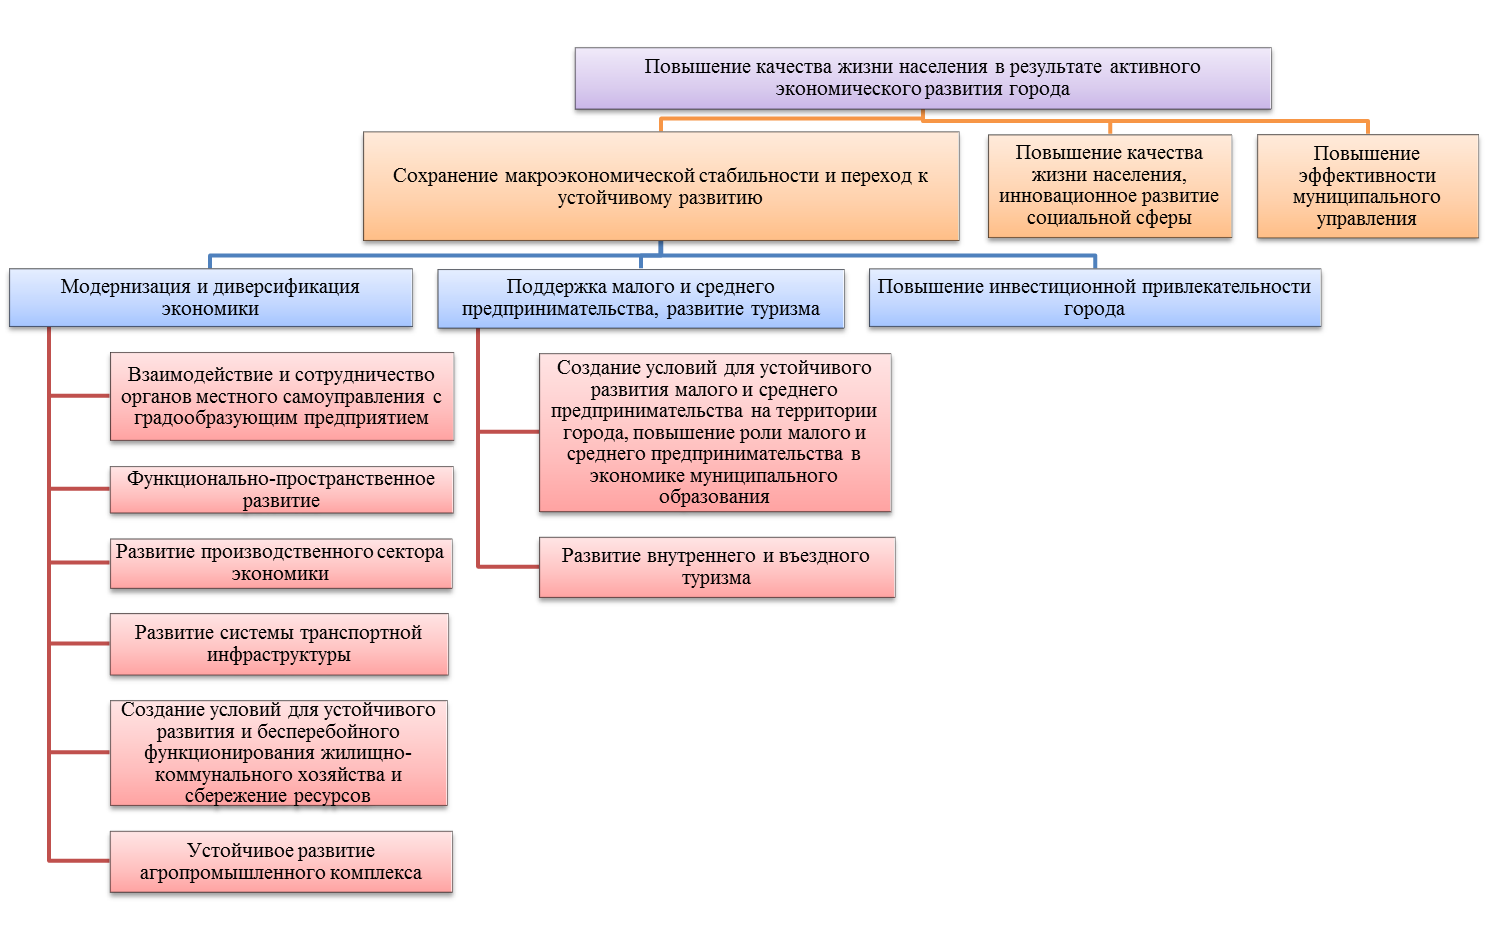 Повышение качества жизни населения в результате активного
экономического развития города
Сохранение макроэкономической стабильности и переход к
устойчивому развитию
Повышение качества
жизни населения,
инновационное развитие
социальной сферы
Повышение
эффективности
муниципального
управления
Модернизация и диверсификация
экономики
Поддержка малого и среднего
предпринимательства, развитие туризма
Повышение инвестиционной привлекательности
города
Взаимодействие и сотрудничество
органов местного самоуправления с
градообразующим предприятием
Функционально-пространственное
развитие
Развитие производственного сектора
экономики
Развитие системы транспортной
инфраструктуры
Создание условий для устойчивого
развития и бесперебойного
функционирования жилищно-
коммунального хозяйства и
сбережение ресурсов
Устойчивое развитие
агропромышленного комплекса
Создание условий для устойчивого
развития малого и среднего
предпринимательства на территории
города, повышение роли малого и
среднего предпринимательства в
экономике муниципального
образования
Развитие внутреннего и въездного
туризма